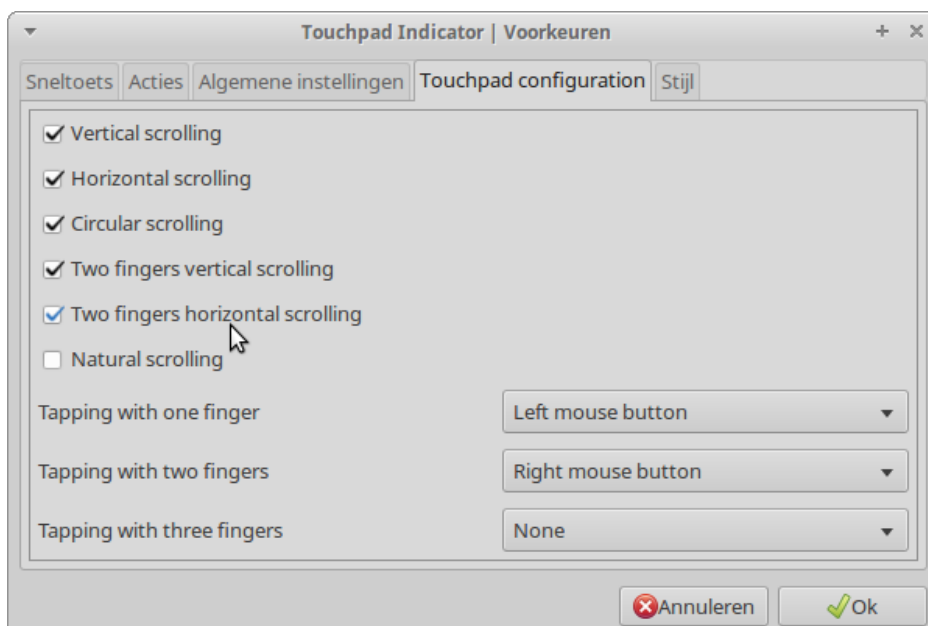 Touchpad Indicator | Voorkeuren
Sneltoets Acties Algemene instellingen Touchpad configuration Stijl
Vertical scrolling
Horizontal scrolling
Circular scrolling
Two fingers vertical scrolling
Two fingers horizontal scrolling
Natural scrolling
Tapping with one finger Left mouse button
Tapping with two fingers Right mouse button
Tapping with three fingers None
Annuleren Ok